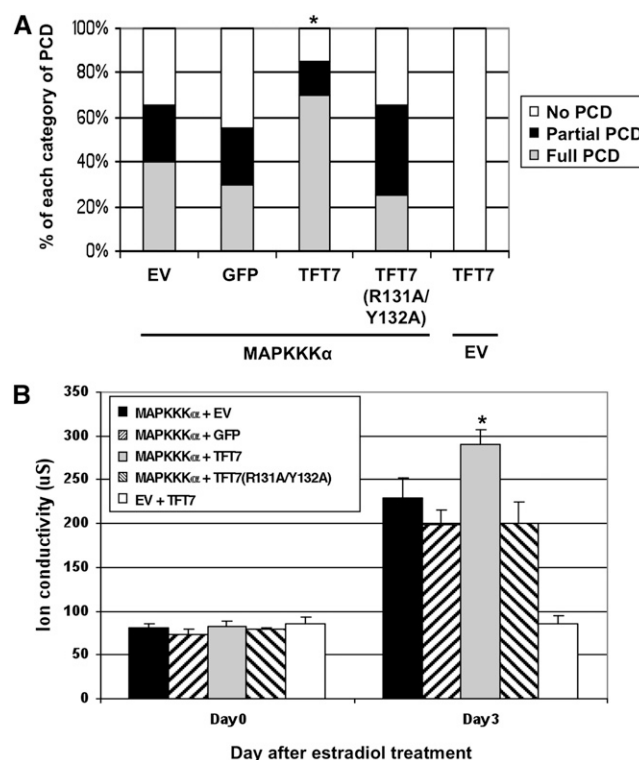 A
% of each category of PCD
100%
80%
60%
40%
20%
0%
*
EV
GFP
TFT7
TFT7
(R131A/
Y132A)
TFT7
MAPKKKα
EV
No PCD
Partial PCD
Full PCD
B
Ion conductivity (uS)
350
300
250
200
150
100
50
0
MAPKKKα + EV
MAPKKKα + GFP
MAPKKKα + TFT7
MAPKKKα + TFT7(R131A/Y132A)
EV + TFT7
*
Day0
Day3
Day after estradiol treatment